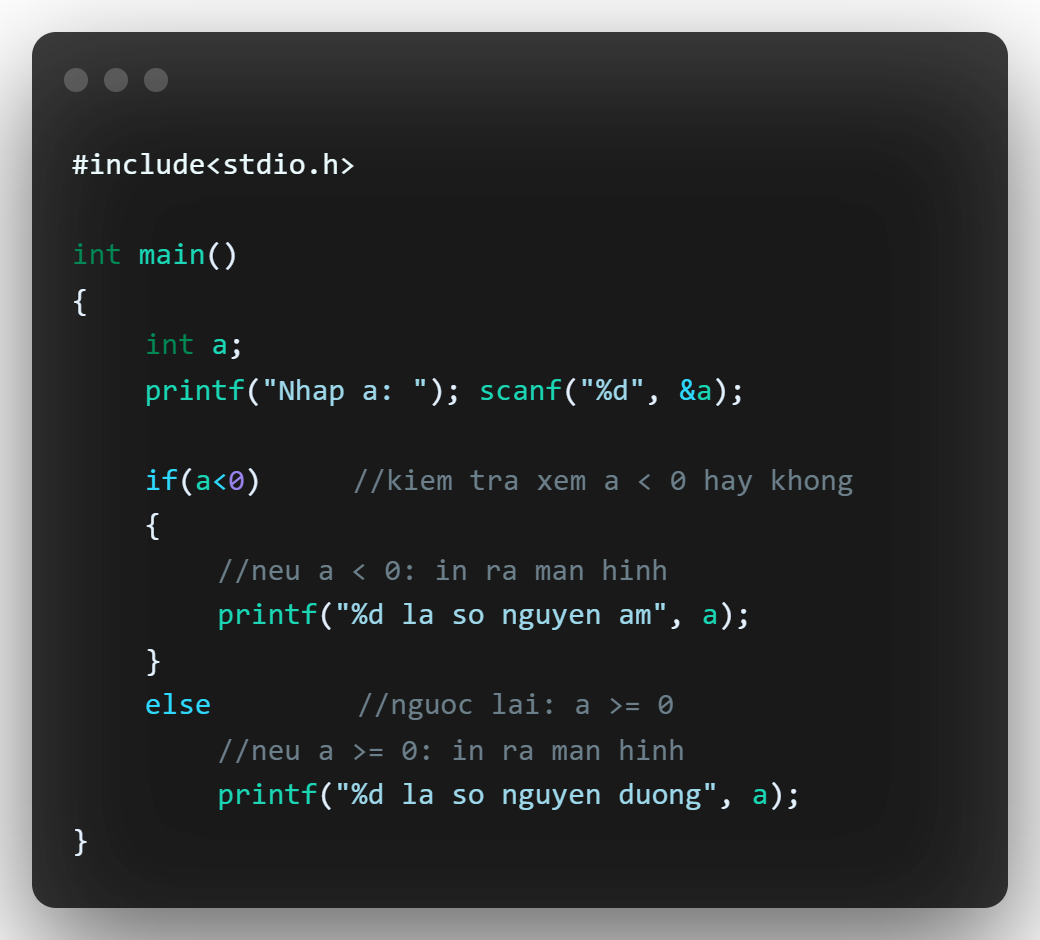 #include<stdio.h>
int main()
{
int a;
printf("Nhap a: "); scanf("%d", &a);
if(a<0) //kiem tra xem a < 0 hay khong
{
//neu a < 0: in ra man hinh
printf("%d la so nguyen am", a);
}
else //nguoc lai: a >= 0
//neu a >= 0: in ra man hinh
printf("%d la so nguyen duong", a);
}